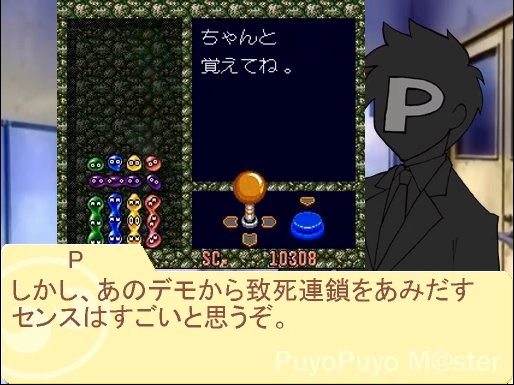 ちゃんと
覚えてね。
P
SC. 10308
P
しかし、あのデモから致死連鎖をあみだす
センスはすごいと思うぞ。
PuyoPuyo M@ster